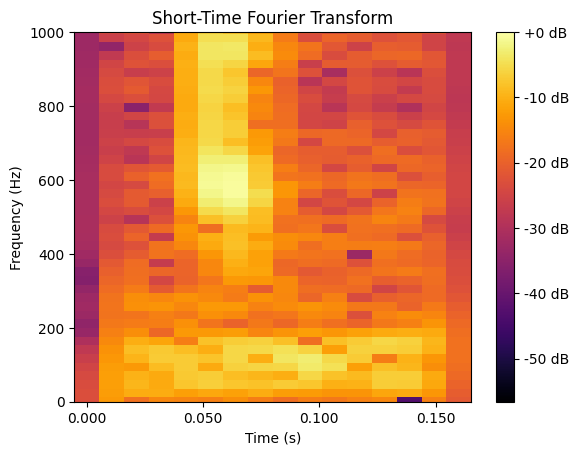 Short-Time Fourier Transform
1000
800
600
400
200
0
Frequency (Hz)
0.000
0.050
0.100
0.150
Time (s)
+0 dB
-10 dB
-20 dB
-30 dB
-40 dB
-50 dB